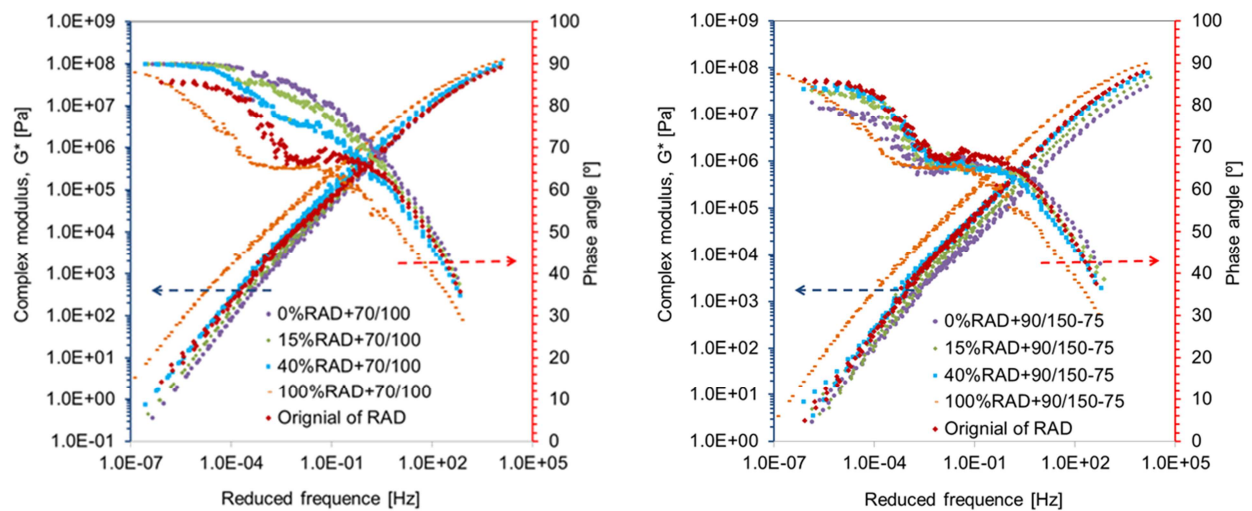 1.0E+09
1.0E+08
1.0E+07
1.0E+06
1.0E+05
1.0E+04
1.0E+03
1.0E+02
1.0E+01
1.0E+00
1.0E-01
Complex modulus, G* [Pa]
100
90
80
70
60
50
40
30
20
10
0
Phase angle [º]
0%RAD+70/100
15%RAD+70/100
40%RAD+70/100
100%RAD+70/100
Orignial of RAD
1.0E-07 1.0E-04 1.0E-01 1.0E+02 1.0E+05
Reduced frequence [Hz]
1.0E+09
1.0E+08
1.0E+07
1.0E+06
1.0E+05
1.0E+04
1.0E+03
1.0E+02
1.0E+01
1.0E+00
Complex modulus, G* [Pa]
100
90
80
70
60
50
40
30
20
10
0
Phase angle [º]
0%RAD+90/150-75
15%RAD+90/150-75
40%RAD+90/150-75
100%RAD+90/150-75
Orignial of RAD
1.0E-07 1.0E-04 1.0E-01 1.0E+02 1.0E+05
Reduced frequence [Hz]